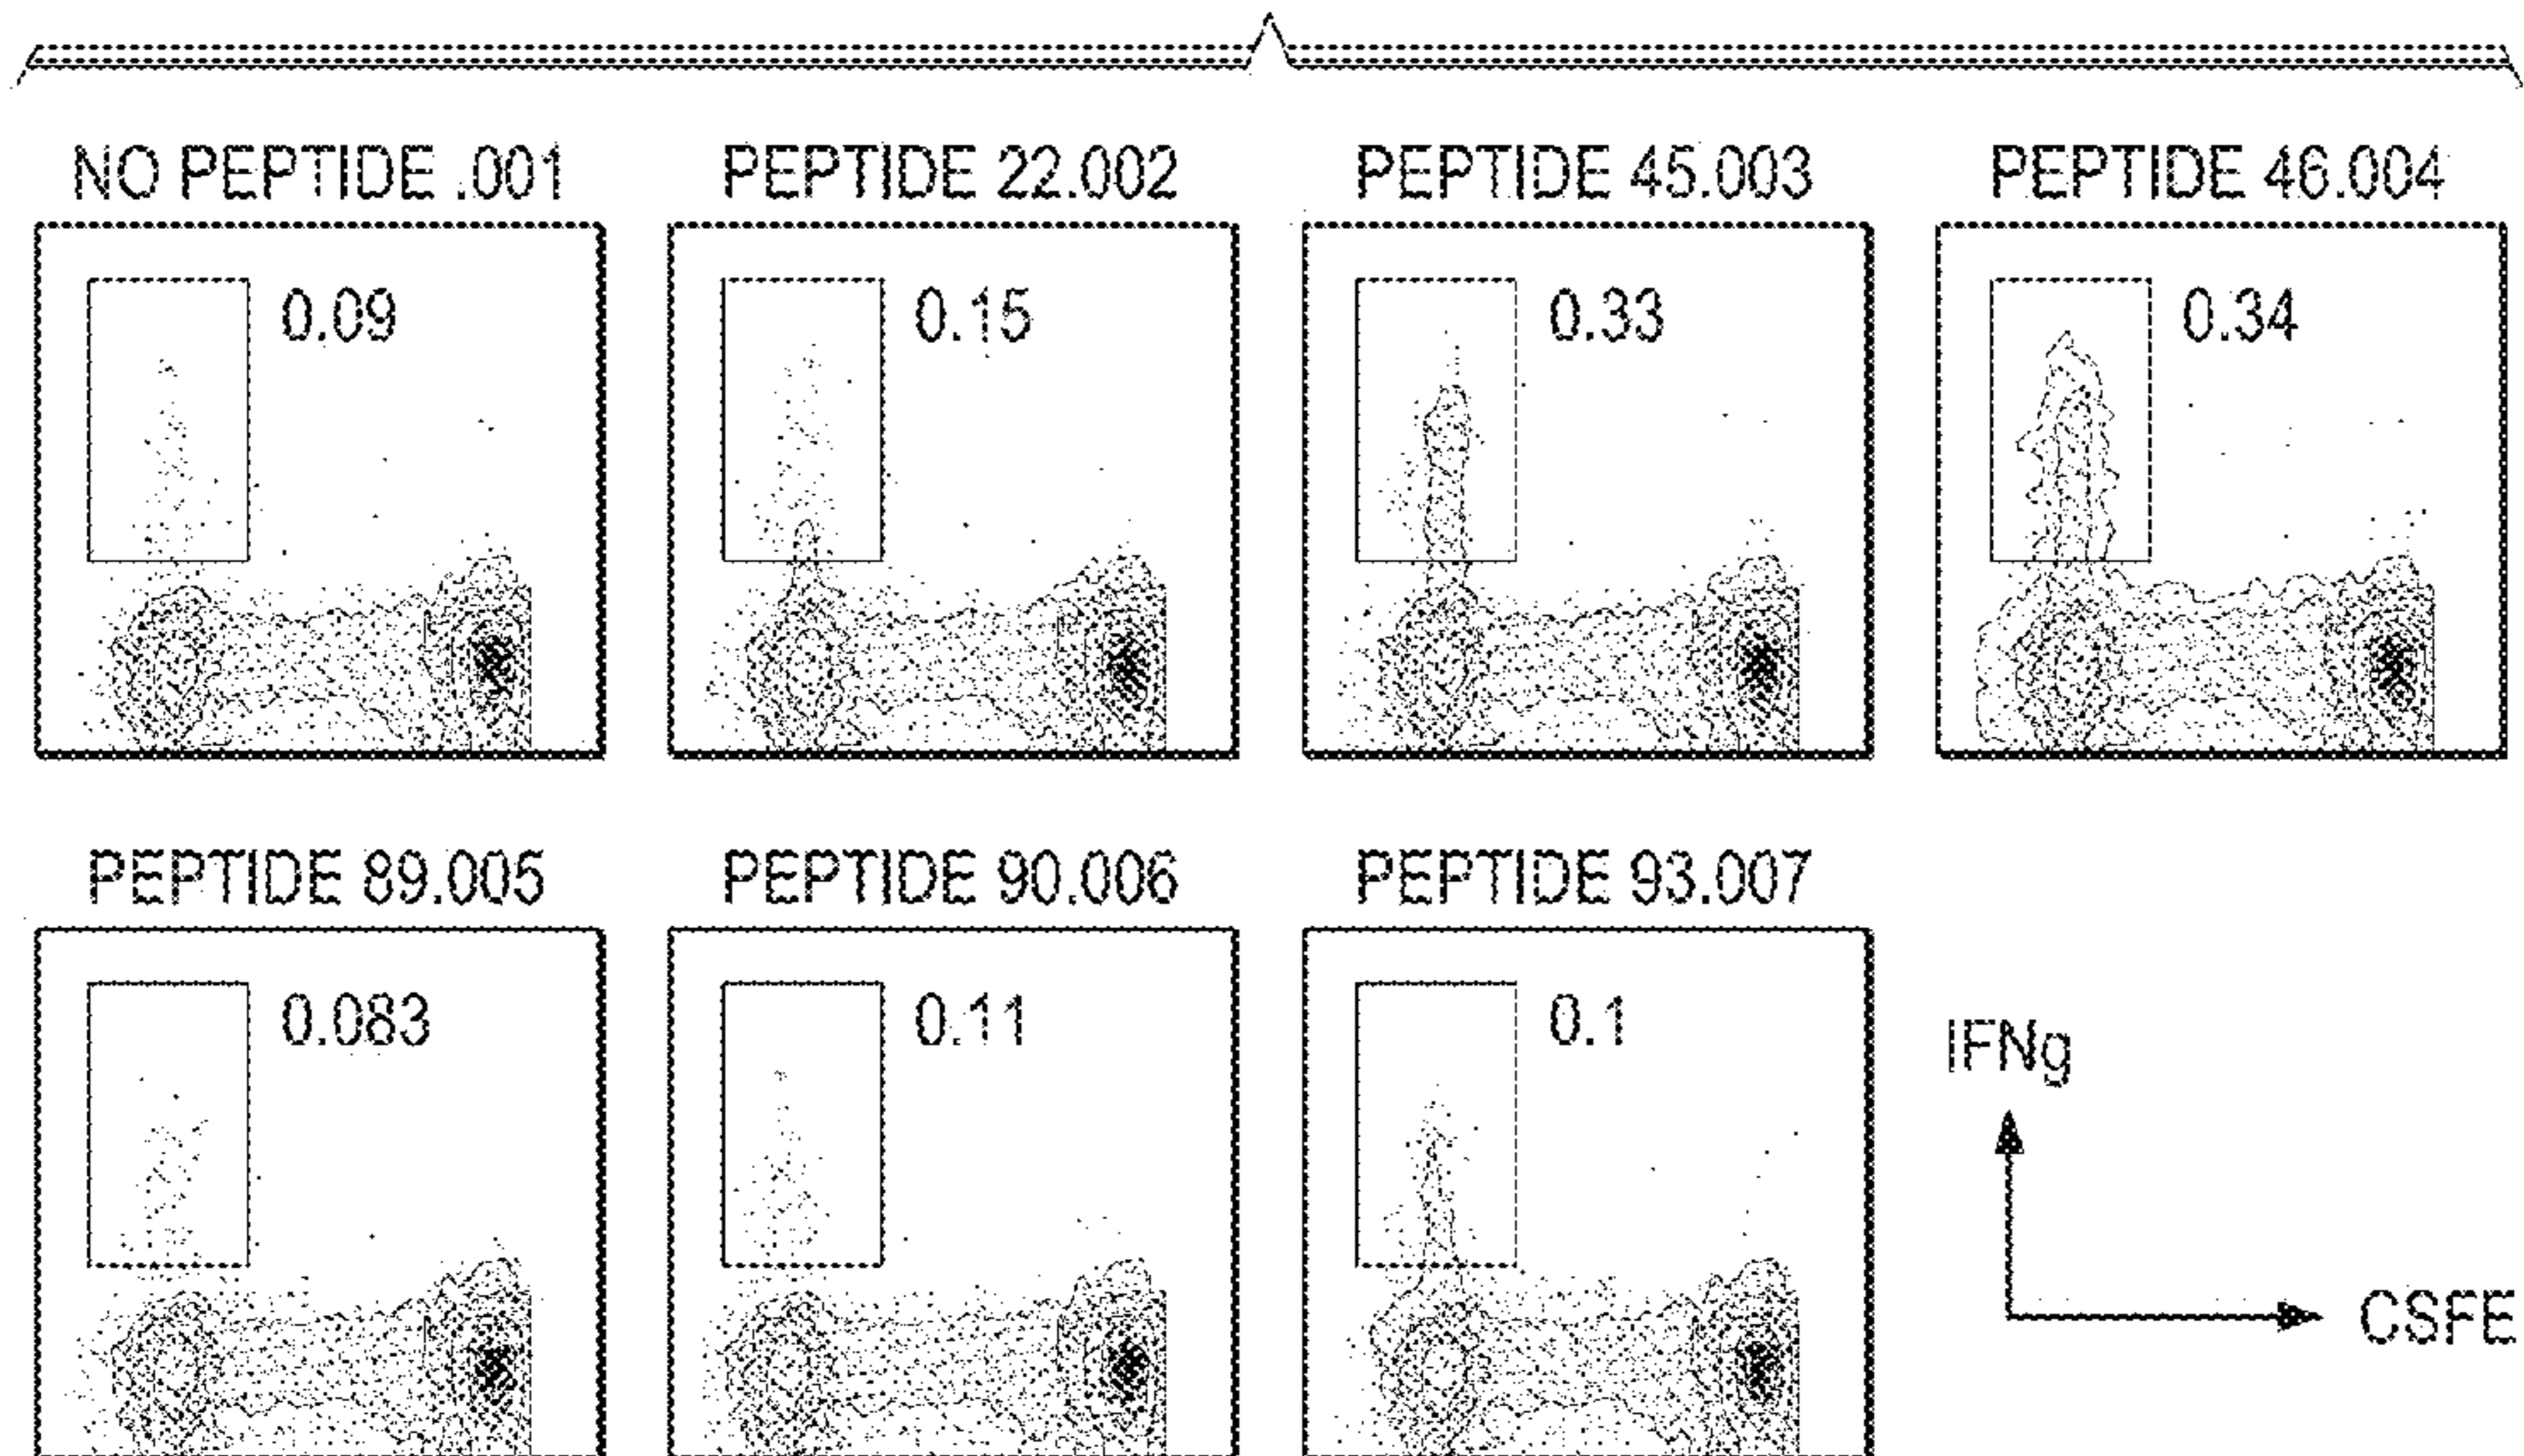 NO PEPTIDE .001
0.09
PEPTIDE 22.002
0.15
PEPTIDE 45.003
0.33
PEPTIDE 46.004
0.34
PEPTIDE 89.005
0.083
PEPTIDE 90.006
0.11
PEPTIDE 93.007
0.1
IFNg
CSFE